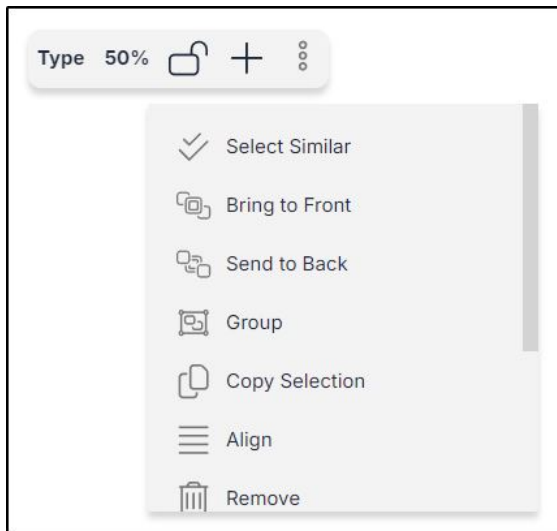 Type 50%
Select Similar
Bring to Front
Send to Back
Group
Copy Selection
Align
Remove